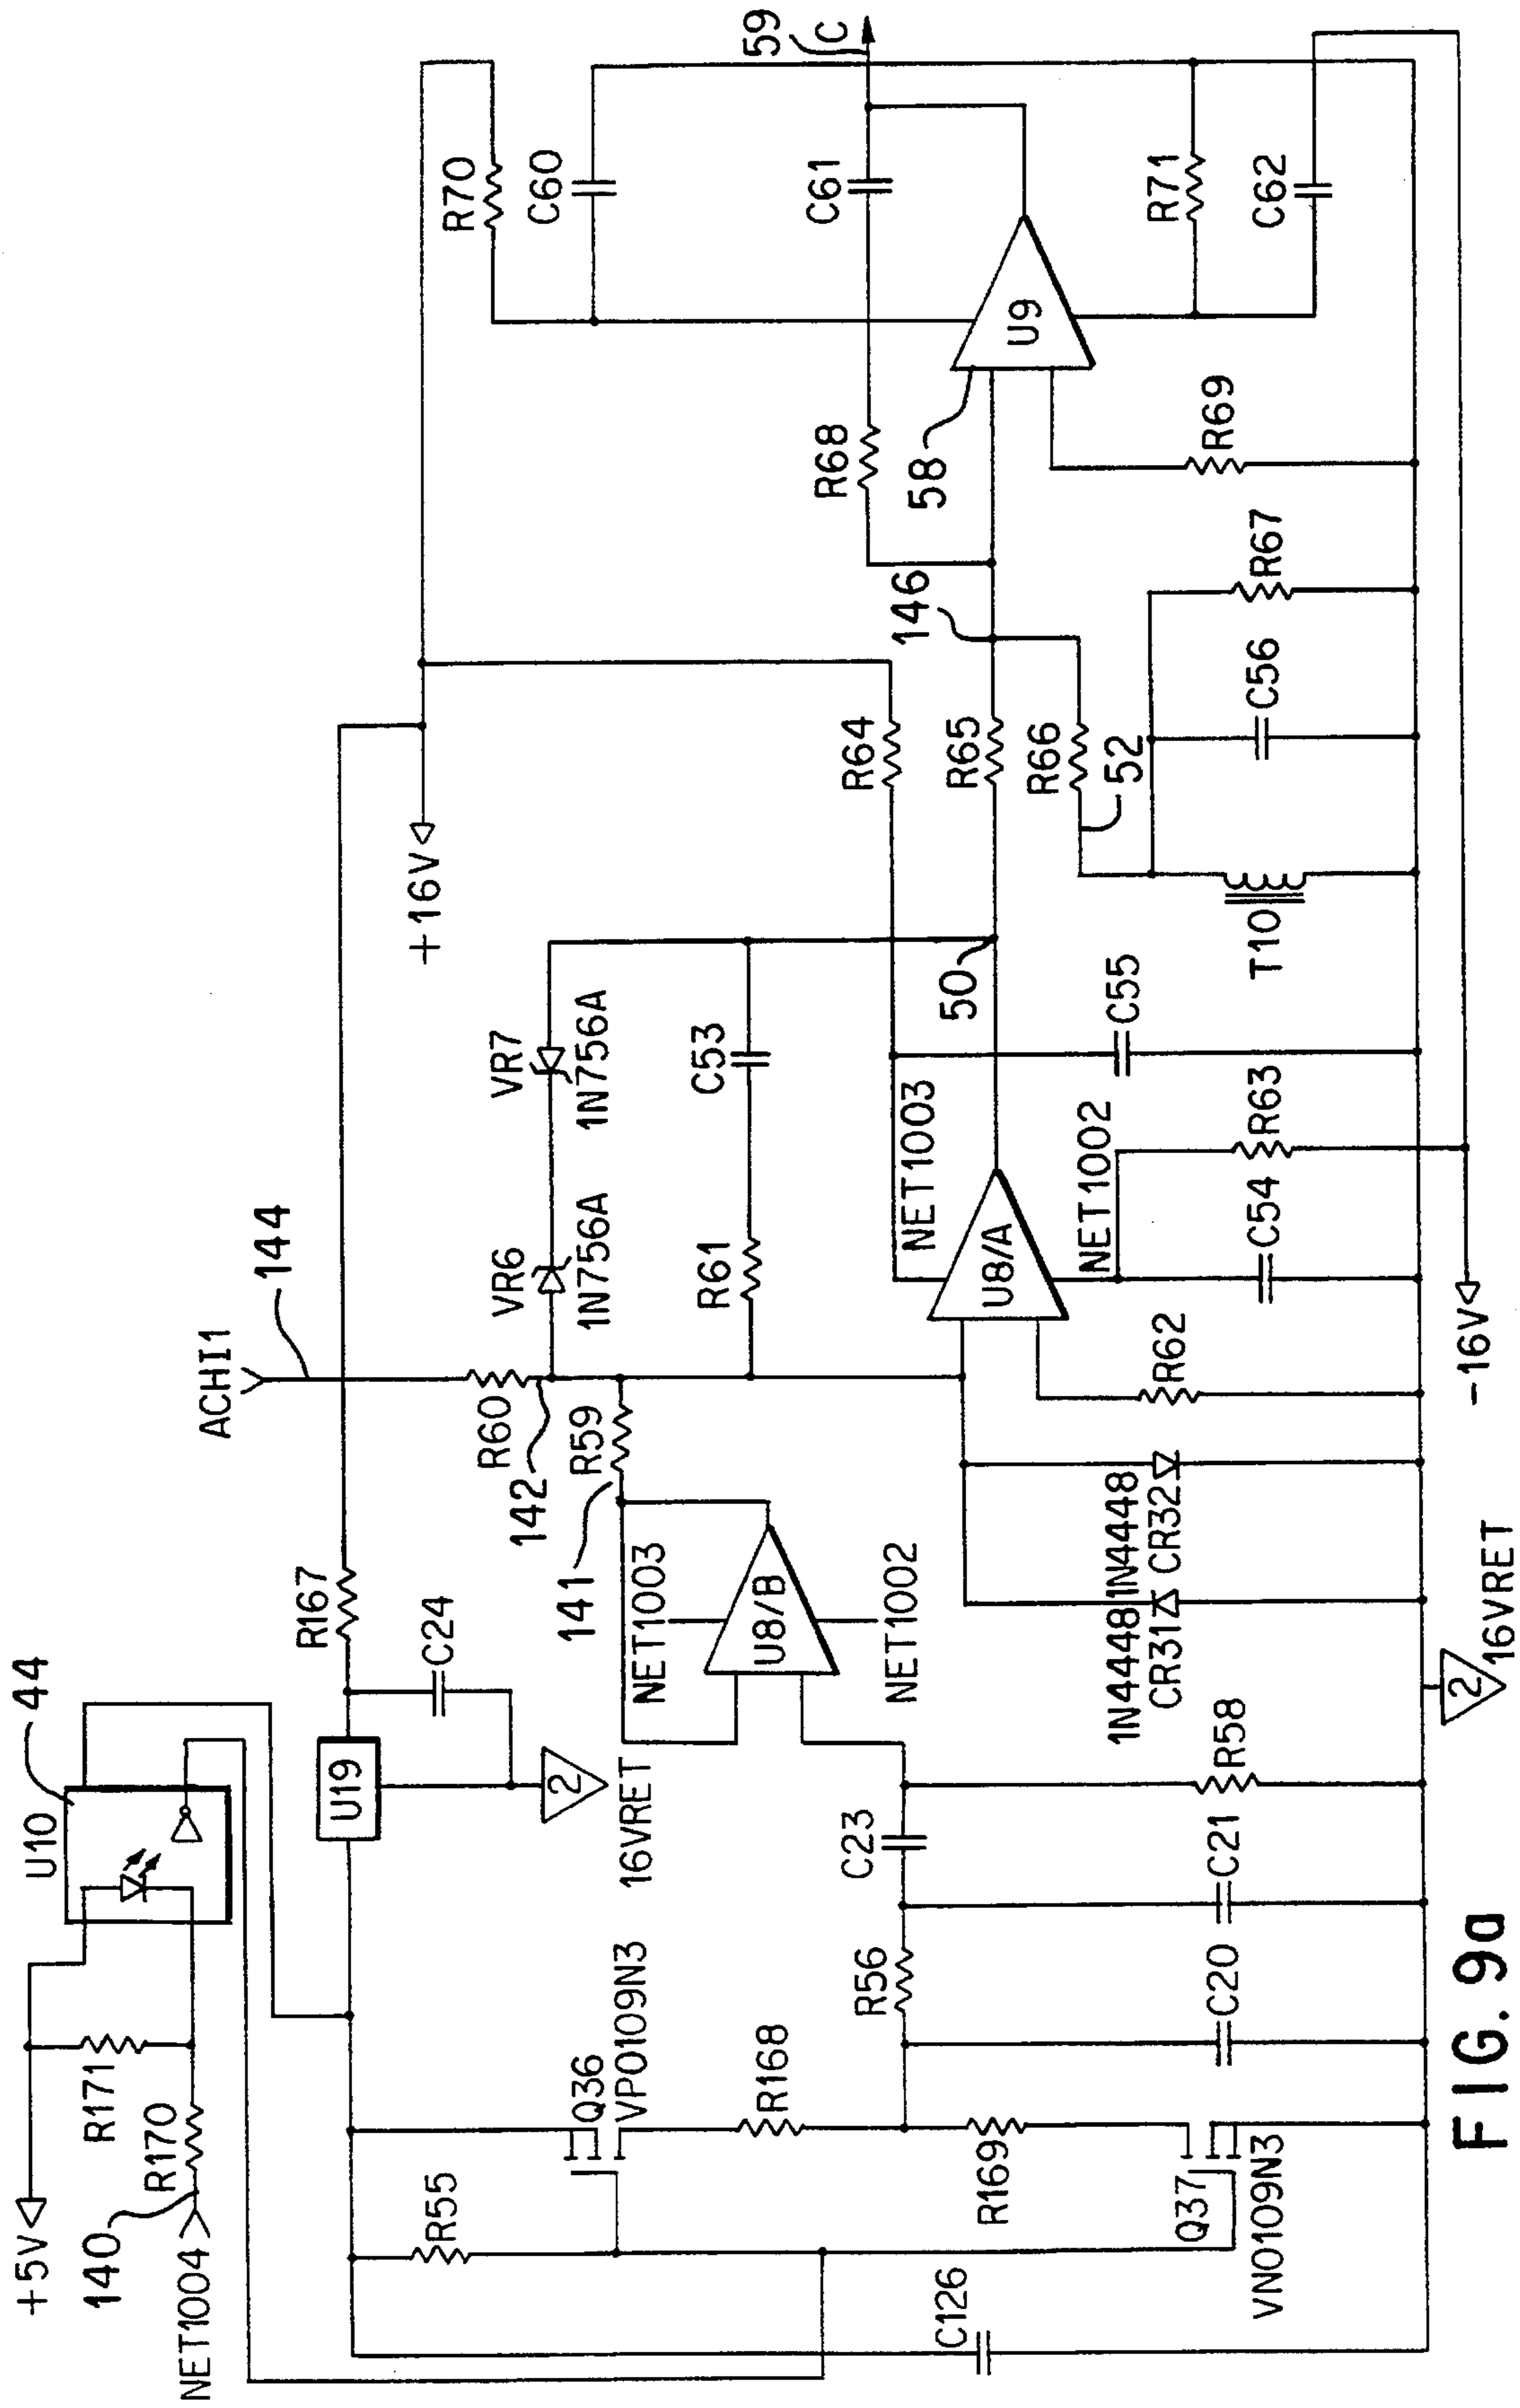 +5V
140
NET1004
R171
R170
U10
44
ACHI1
144
R167
U19
C24
2
16VRET
+16V
R70
C60
59
C
C61
R71
C62
R55
Q36
VP0109N3
R168
R169
Q37
VN0109N3
C126
R56
C20
C21
C23
R58
141
NET1003
U8/B
NET1002
142
R60
R59
VR6
1N756A
VR7
1N756A
R61
C53
1N4448
CR31
1N4448
CR32
R62
U8/A
NET1003
NET1002
C54
R63
C55
50
R64
R65
R66
52
T10
C56
R67
146
R68
58
U9
R69
-16V
2
16VRET
FIG. 9a